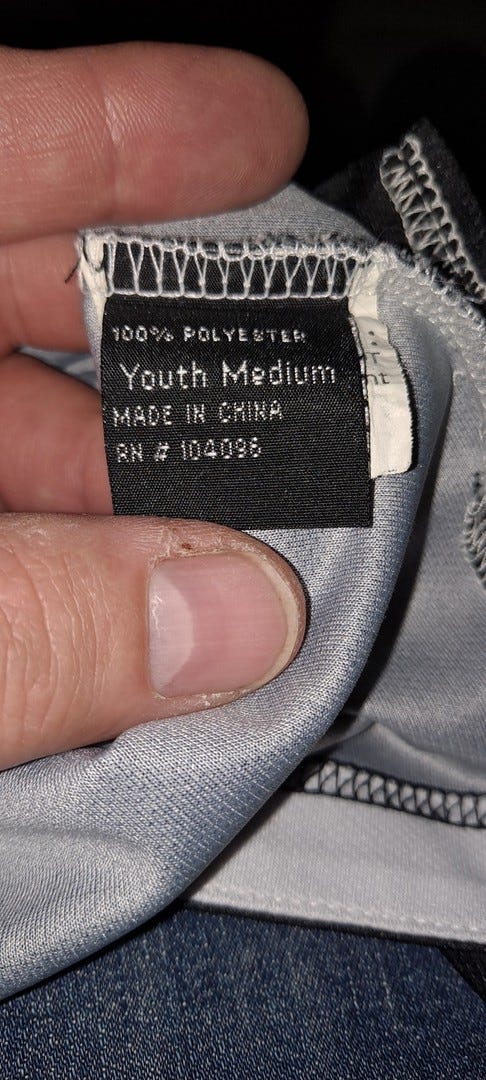 100% POLYESTER
Youth Medium
MADE IN CHINA
RN # 104096